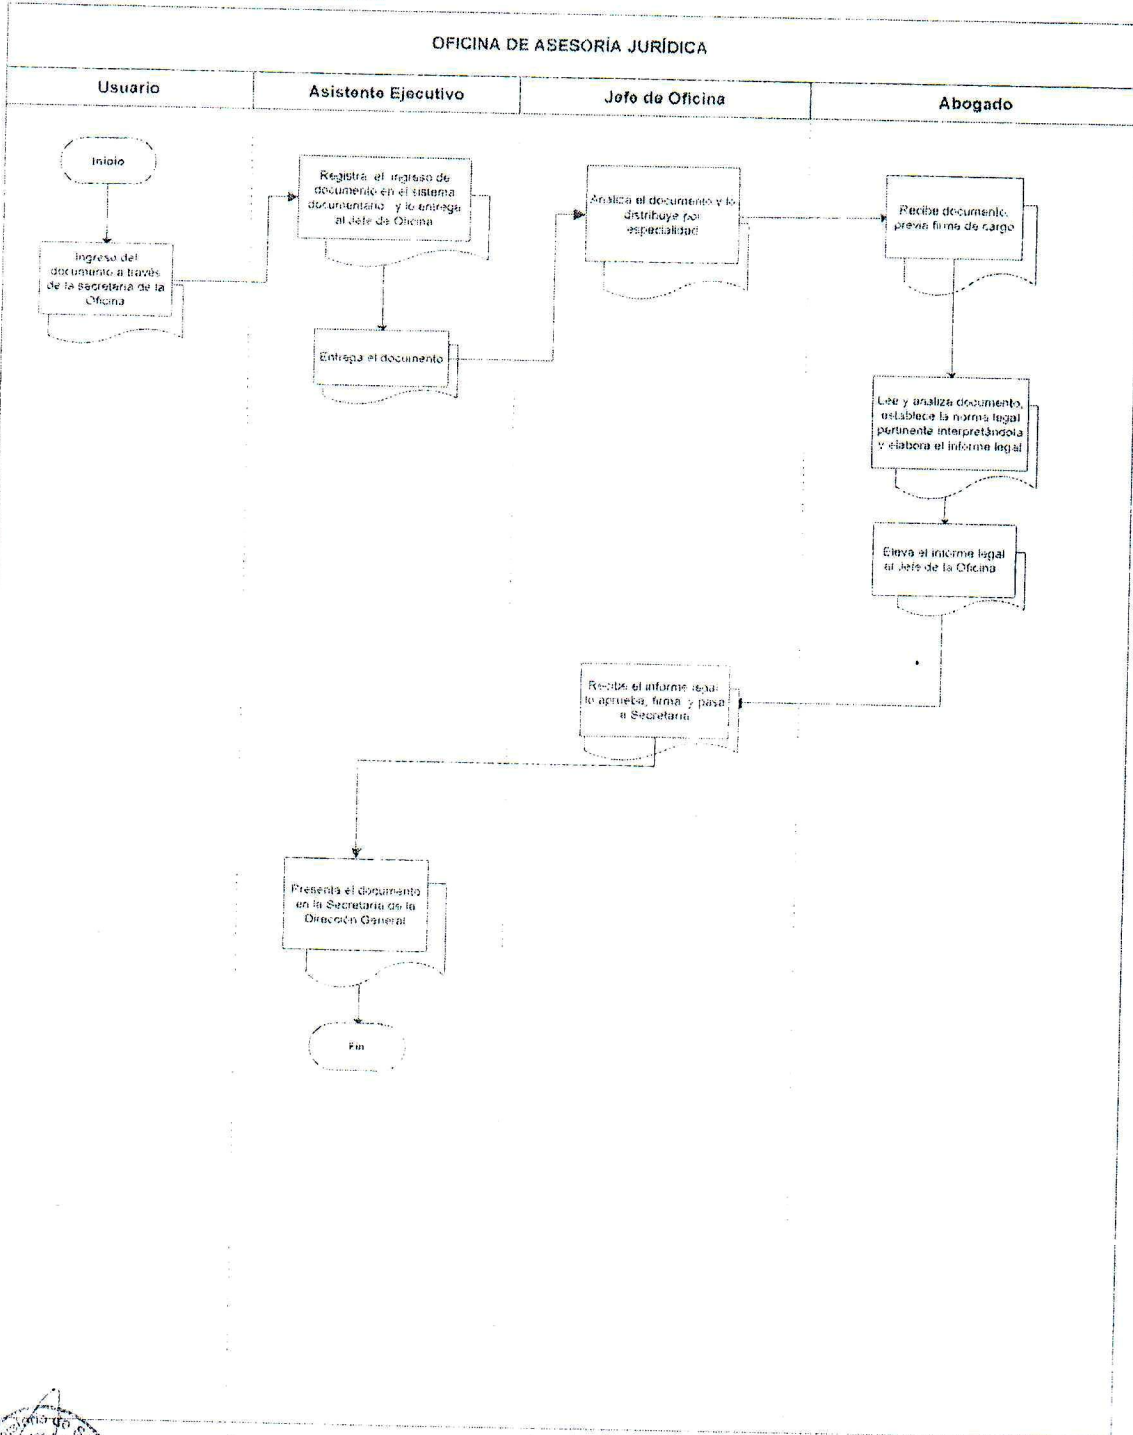 OFICINA DE ASESORÍA JURÍDICA
Usuario
Asistente Ejecutivo
Jefe de Oficina
Abogado
Inicio
Ingreso del
documento a través
de la secretaria de la
Oficina
Registra el ingreso de
documento en el sistema
documentario y lo entrega
al Jefe de Oficina
Entrega el documento
Analiza el documento y lo
distribuye por
especialidad
Recibe documento,
previa firma de cargo
Lee y analiza documento,
establece la norma legal
pertinente interpretándola
y elabora el informe legal
Eleva el informe legal
al Jefe de la Oficina
Recibe el informe legal
lo aprueba, firma y pasa
a Secretaria
Presenta el documento
en la Secretaria de la
Dirección General
Fin